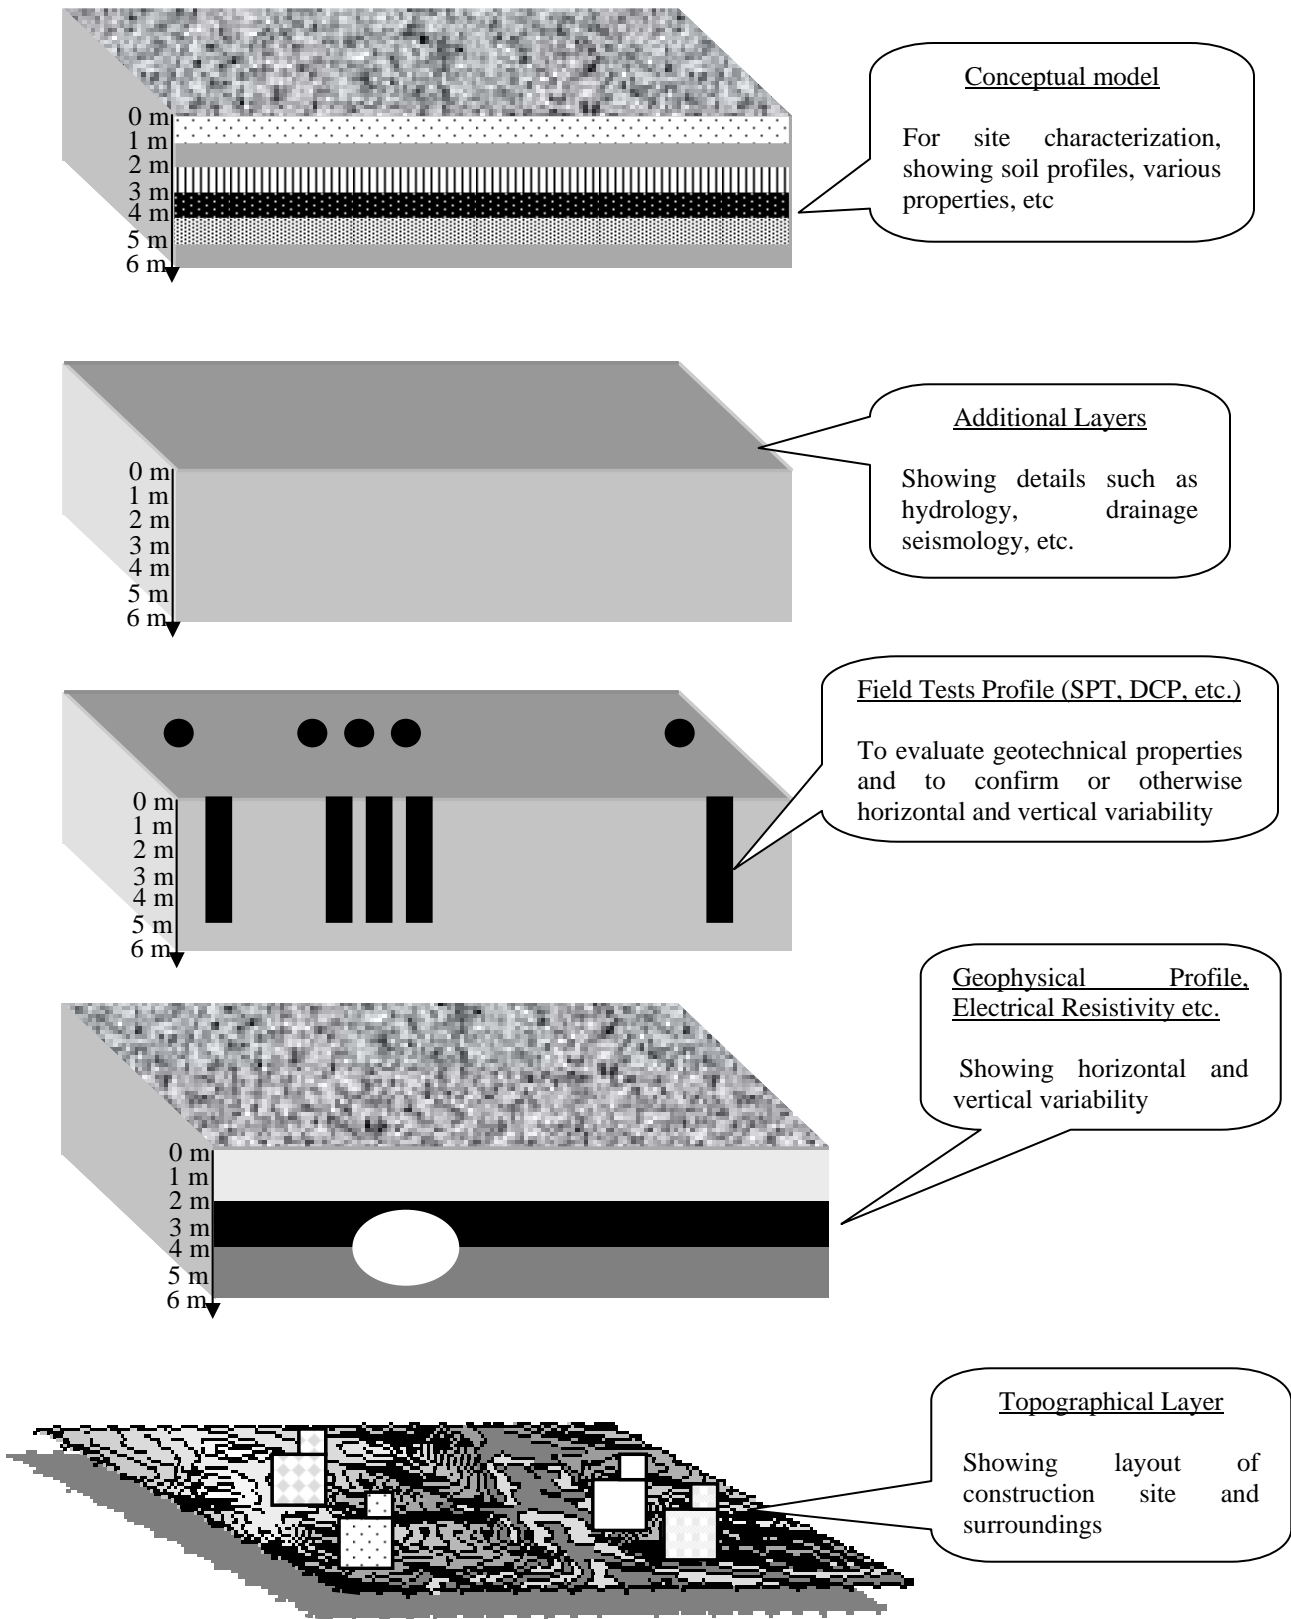 Conceptual model
For site characterization,
showing soil profiles, various
properties, etc
0 m
1 m
2 m
3 m
4 m
5 m
6 m
Additional Layers
Showing details such as
hydrology, drainage
seismology, etc.
0 m
1 m
2 m
3 m
4 m
5 m
6 m
Field Tests Profile (SPT, DCP, etc.)
To evaluate geotechnical properties
and to confirm or otherwise
horizontal and vertical variability
0 m
1 m
2 m
3 m
4 m
5 m
6 m
Geophysical Profile,
Electrical Resistivity etc.
Showing horizontal and
vertical variability
0 m
1 m
2 m
3 m
4 m
5 m
6 m
Topographical Layer
Showing layout of
construction site and
surroundings